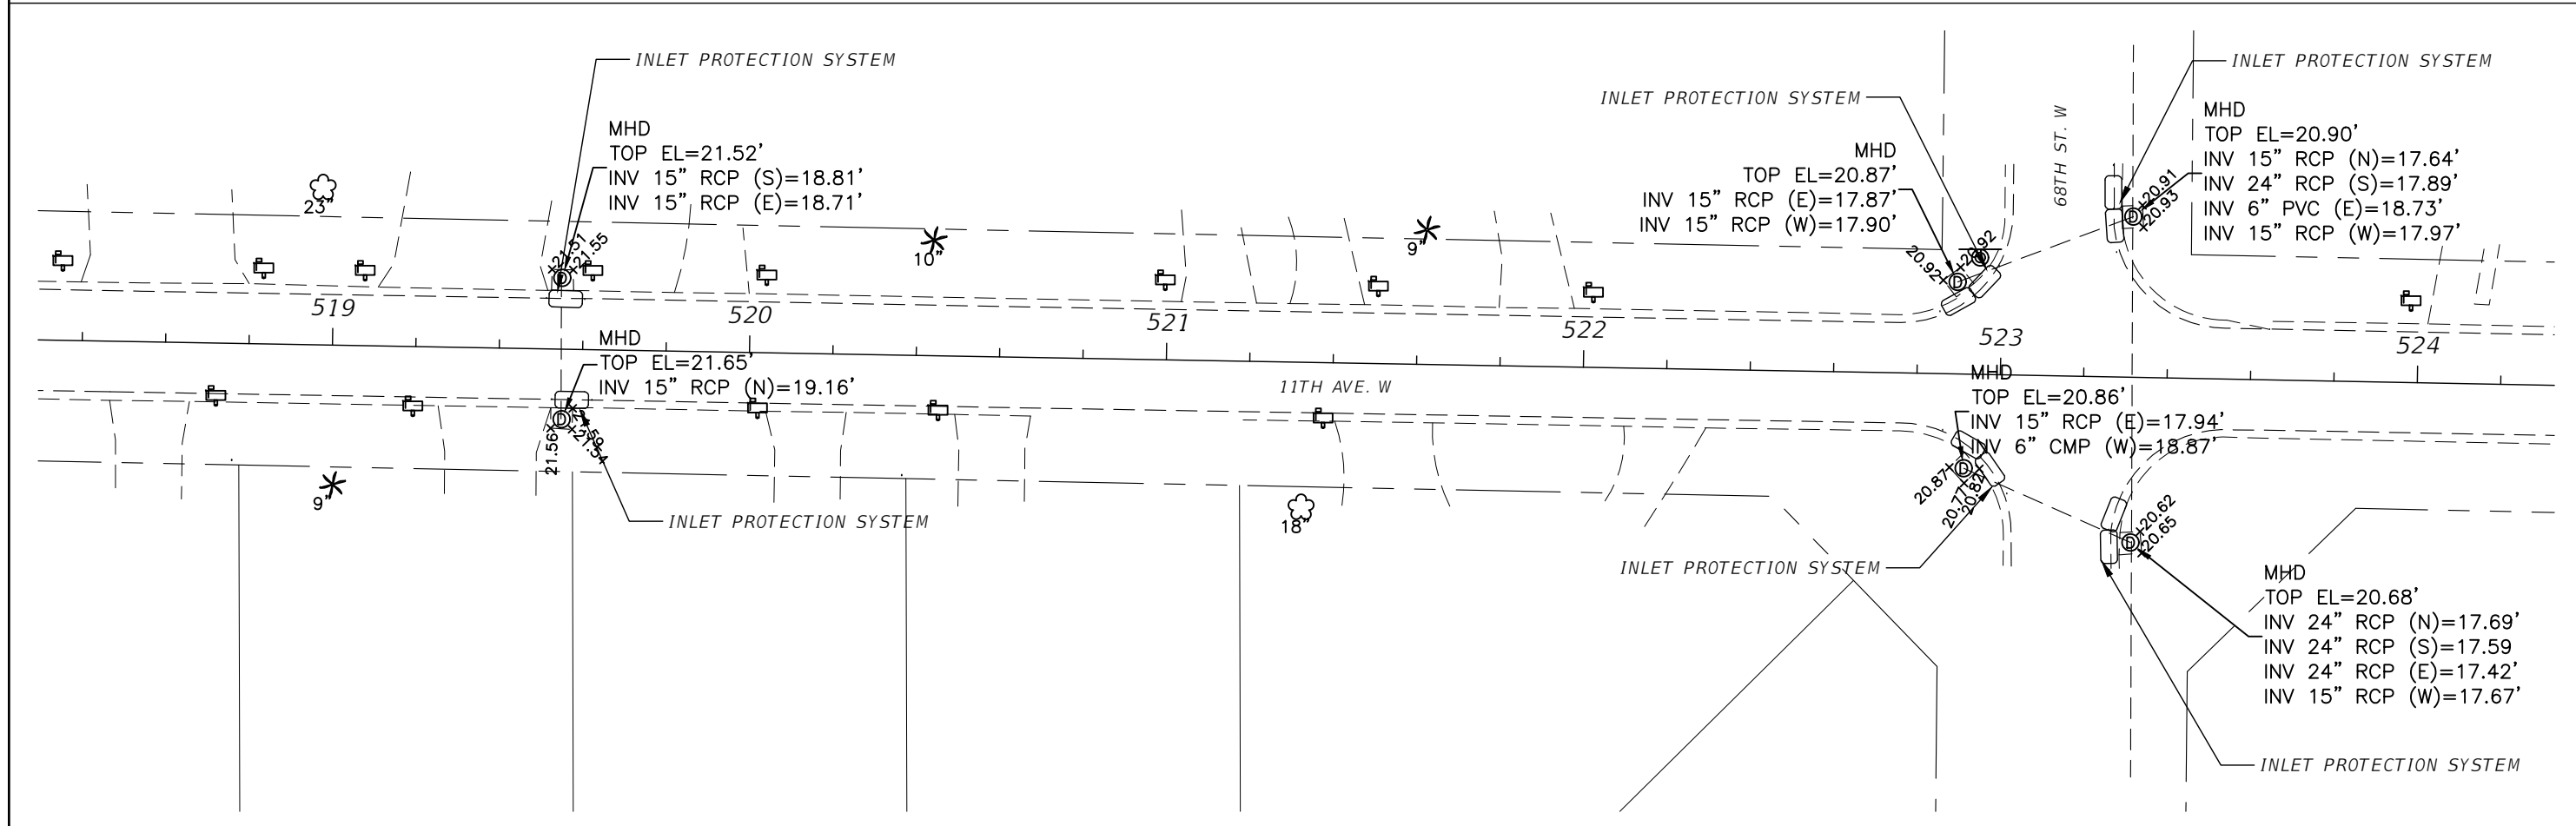 INLET PROTECTION SYSTEM
MHD
TOP EL=21.52’
INV 15” RCP (S)=18.81’
INV 15” RCP (E)=18.71’
INLET PROTECTION SYSTEM
MHD
TOP EL=20.87’
INV 15” RCP (E)=17.87’
INV 15” RCP (W)=17.90’
68TH ST. W
INLET PROTECTION SYSTEM
MHD
TOP EL=20.90’
INV 15” RCP (N)=17.64’
INV 24” RCP (S)=17.89’
INV 6” PVC (E)=18.73’
INV 15” RCP (W)=17.97’
23”
21.51
21.55
10”
9”
20.92
20.92
20.91
20.93
519
520
521
522
523
524
MHD
TOP EL=21.65’
INV 15” RCP (N)=19.16’
11TH AVE. W
MHD
TOP EL=20.86’
INV 15” RCP (E)=17.94’
INV 6” CMP (W)=18.87’
21.56
21.59
21.54
9”
INLET PROTECTION SYSTEM
18”
20.87
20.77
20.82
20.62
20.65
INLET PROTECTION SYSTEM
MHD
TOP EL=20.68’
INV 24” RCP (N)=17.69’
INV 24” RCP (S)=17.59
INV 24” RCP (E)=17.42’
INV 15” RCP (W)=17.67’
INLET PROTECTION SYSTEM
D
D
D
D
D
D